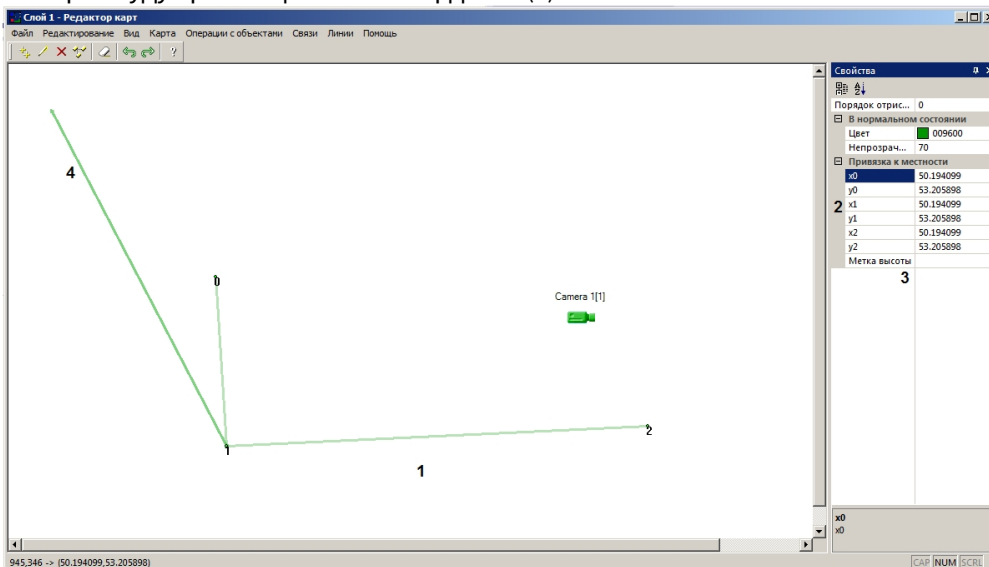 Слой 1 - Редактор карт
Файл Редактирование Вид Карта Операции с объектами Связи Линии Помощь
Свойства
Порядок отрис... 0
В нормальном состоянии
Цвет 009600
Непрозрач... 70
Привязка к местности
x0 50.194099
y0 53.205898
2 x1 50.194099
y1 53.205898
x2 50.194099
y2 53.205898
Метка высоты
3
4
0
Camera 1[1]
1
2
1
x0
x0
945,346 -> (50.194099,53.205898)
CAP NUM SCRL